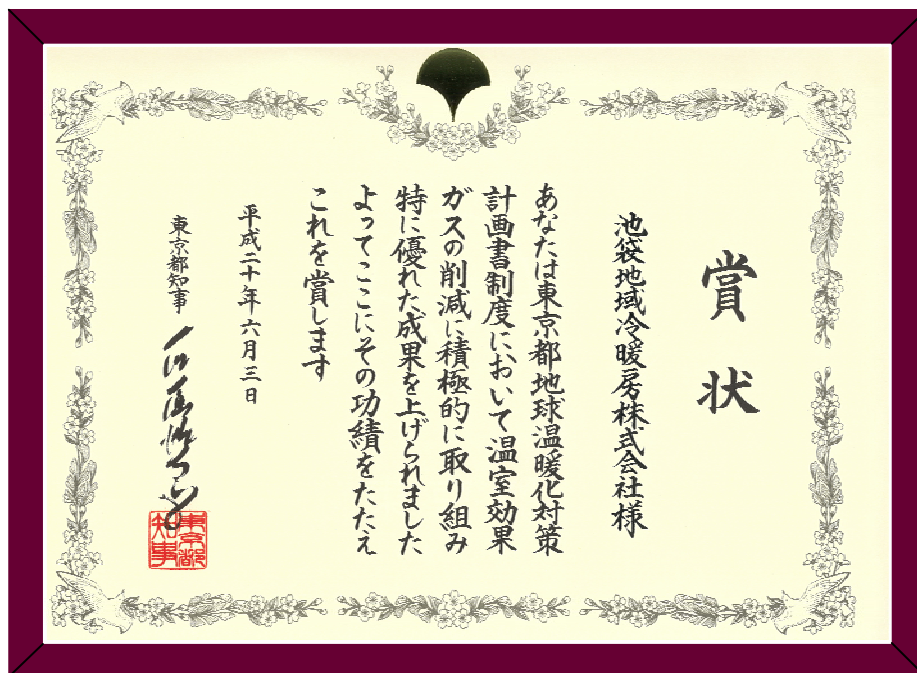 賞状
池袋地域冷暖房株式会社様
あなたは東京都地球温暖化対策
計画書制度において温室効果
ガスの削減に積極的に取り組み
特に優れた成果を上げられました
よってここにその功績をたたえ
これを賞します
平成二十年六月三日
東京都知事
東京都
知事